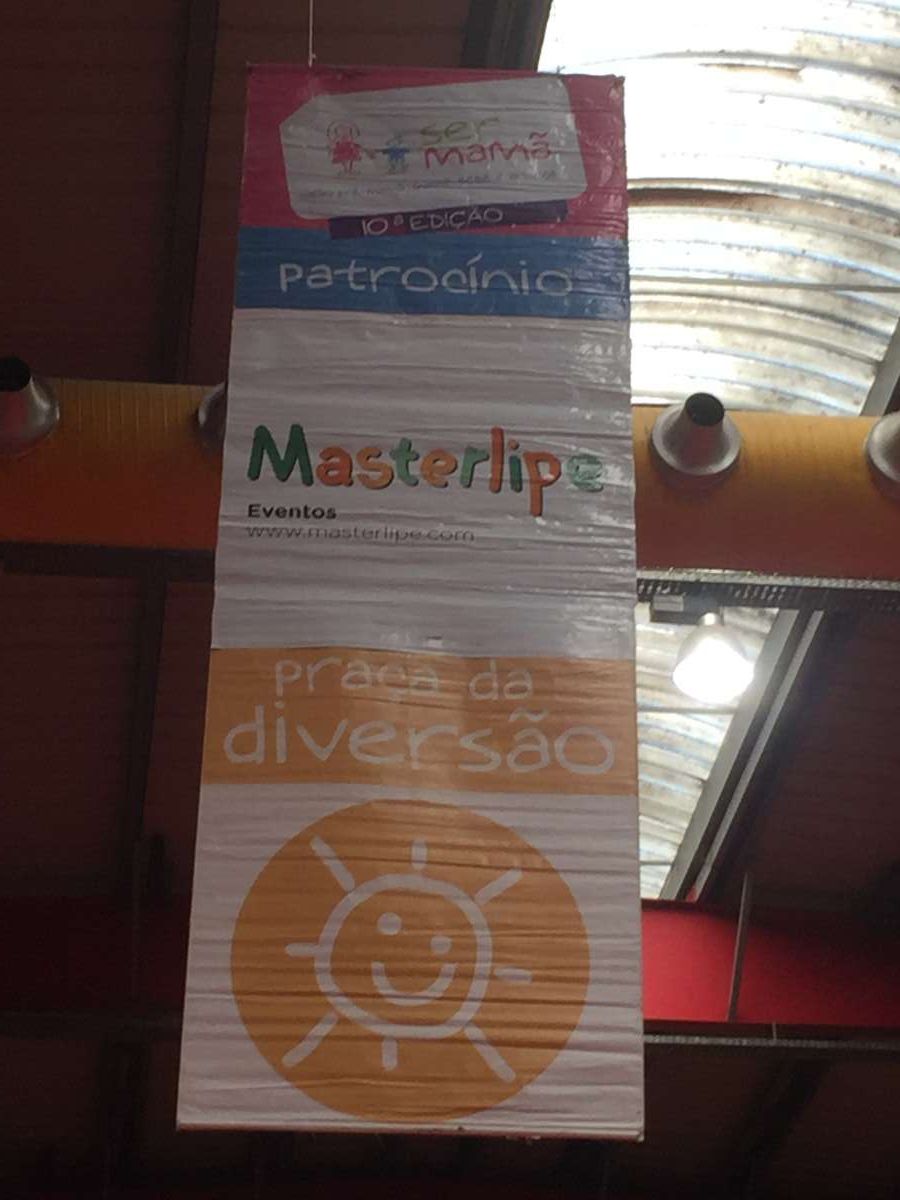 ser
mamã
10ª EDIÇÃO
patrocínio
Masterlipe
Eventos
www.masterlipe.com
praça da
diversão